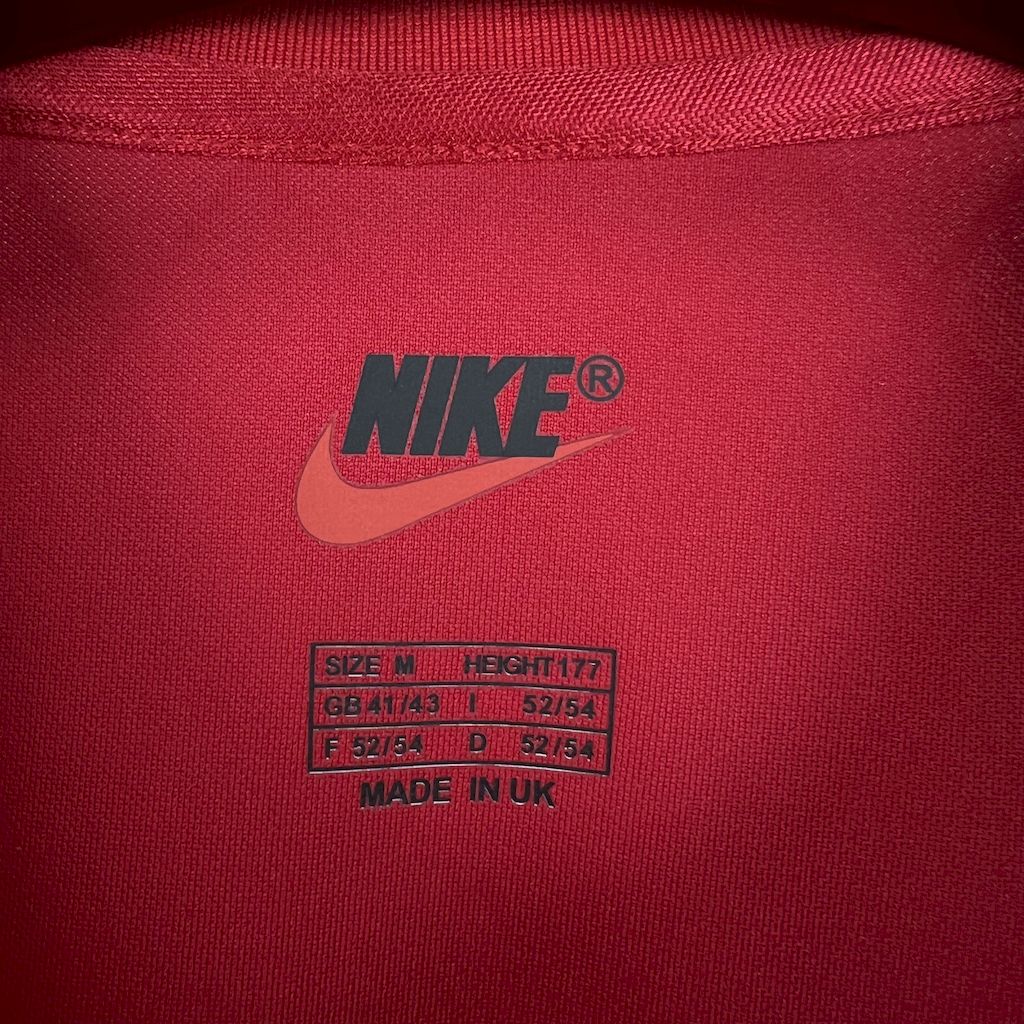 NIKE®
SIZE M HEIGHT 177
GB 41/43 I 52/54
F 52/54 D 52/54
MADE IN UK